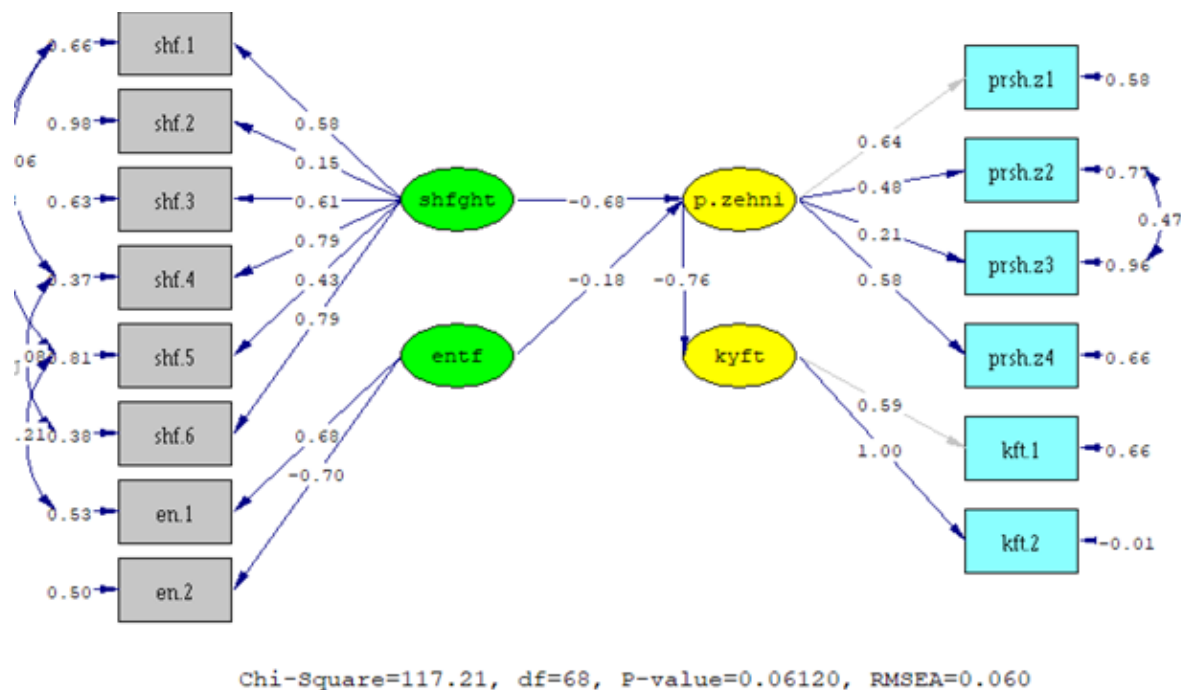 0.66 shf.1
0.98 shf.2
06
0.63 shf.3
0.37 shf.4
.08 0.81 shf.5
.21 0.38 shf.6
0.53 en.1
0.50 en.2
0.58
0.15
0.61
0.79
0.43
0.79
0.68
-0.70
shfght
entf
-0.68
-0.18
p.zehni
-0.76
kyft
0.64
0.48
0.21
0.58
0.59
1.00
prsh.z1 0.58
prsh.z2 0.77
0.47
prsh.z3 0.96
prsh.z4 0.66
kft.1 0.66
kft.2 -0.01
Chi-Square=117.21, df=68, P-value=0.06120, RMSEA=0.060